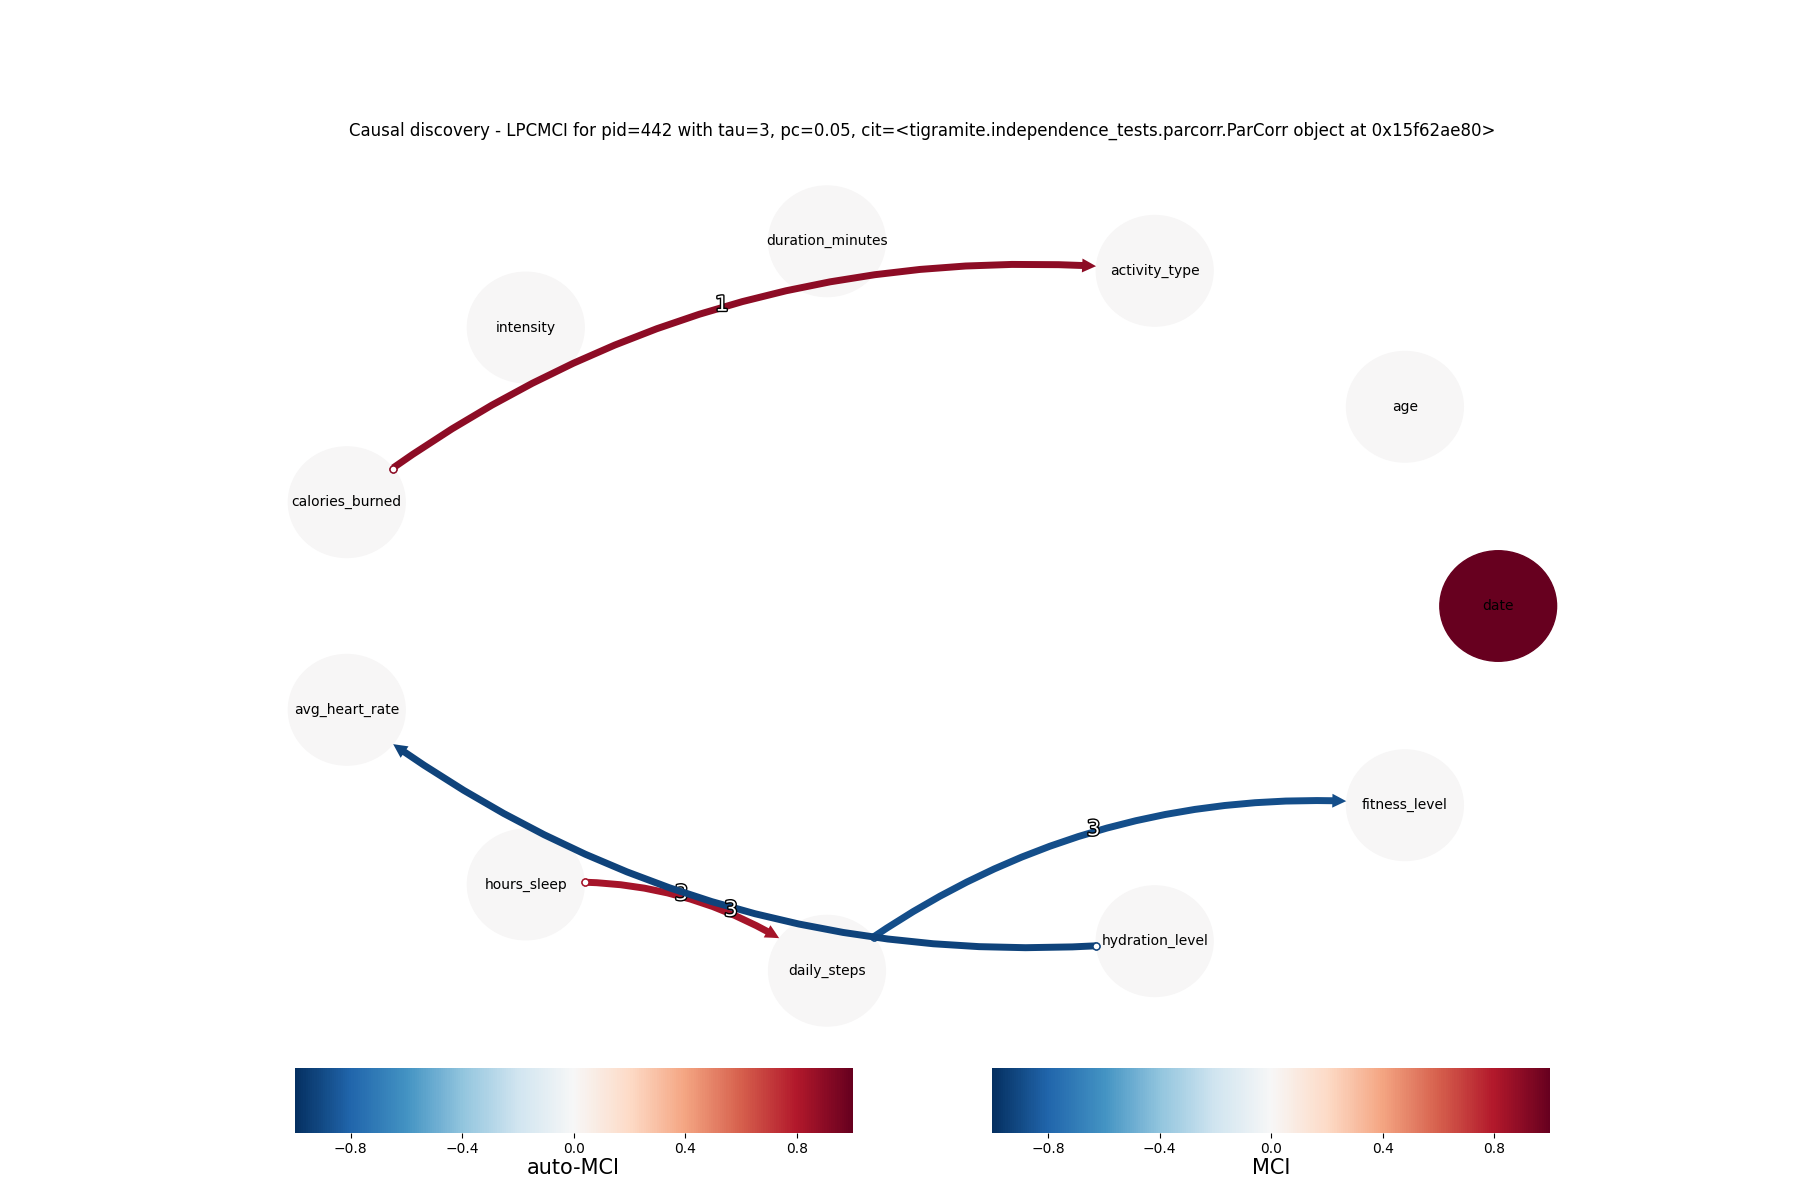 Causal discovery - LPCMCI for pid=442 with tau=3, pc=0.05, cit=<tigramite.independence_tests.parcorr.ParCorr object at 0x15f62ae80>
duration_minutes
activity_type
1
intensity
age
calories_burned
date
avg_heart_rate
fitness_level
3
hours_sleep
3
3
hydration_level
daily_steps
−0.8 −0.4 0.0 0.4 0.8
auto-MCI
−0.8 −0.4 0.0 0.4 0.8
MCI